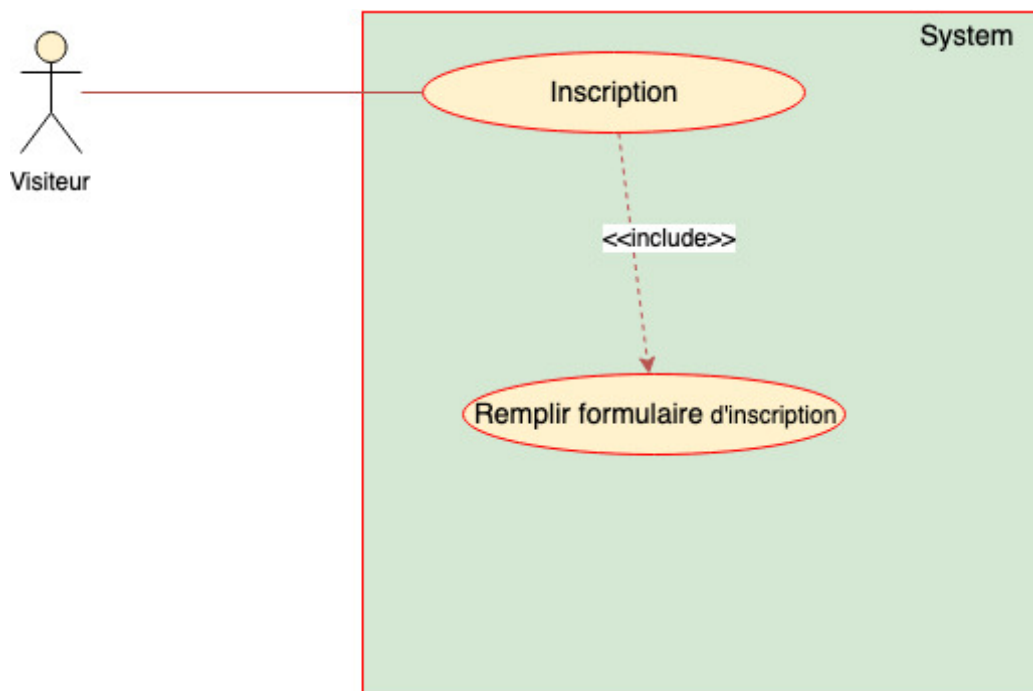 System
Inscription
Visiteur
<<include>>
Remplir formulaire d'inscription